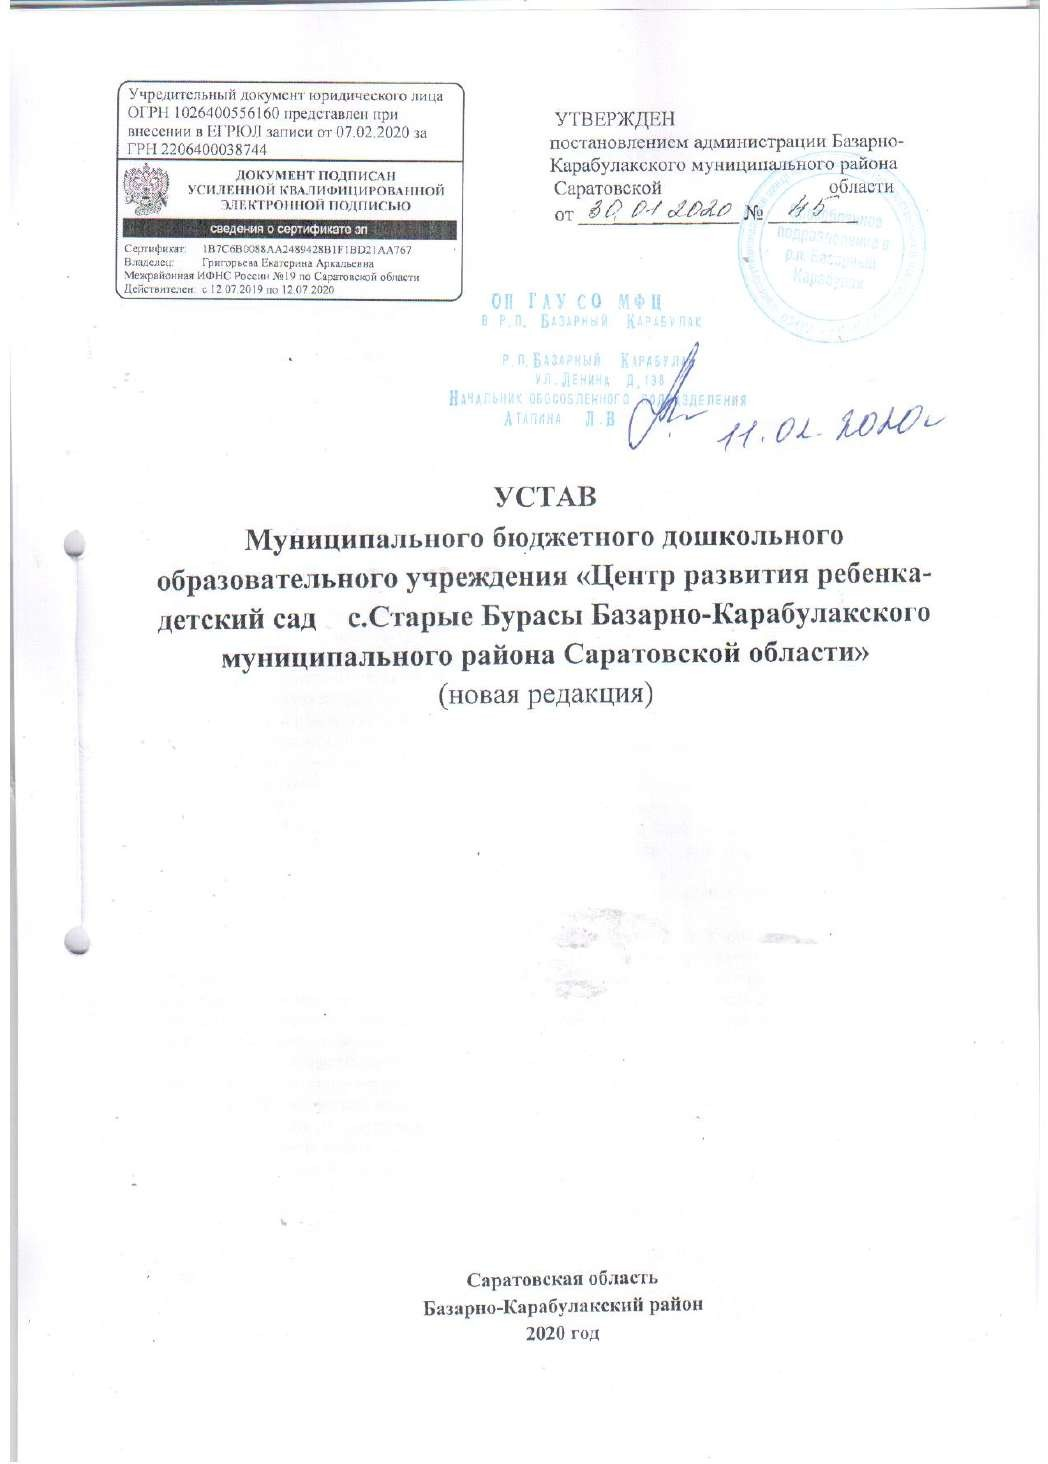 Учредительный документ юридического лица
ОГРН 1026400556160 представлен при
внесении в ЕГРЮЛ записи от 07.02.2020 за
ГРН 2206400038744
ДОКУМЕНТ ПОДПИСАН
УСИЛЕННОЙ КВАЛИФИЦИРОВАННОЙ
ЭЛЕКТРОННОЙ ПОДПИСЬЮ
сведения о сертификате эп
Сертификат: 1B7C6B0088AA2489428B1F1BD21AA767
Владелец: Григорьева Екатерина Аркадьевна
Межрайонная ИФНС России №19 по Саратовской области
Действителен: с 12.07.2019 по 12.07.2020
УТВЕРЖДЕН
постановлением администрации Базарно-
Карабулакского муниципального района
Саратовской области
от 30.01 2020 № 45
подразделение в
р.п. Базарный
Карабулак
ОП ГАУ СО МФЦ
В Р.П. БАЗАРНЫЙ КАРАБУЛАК
Р.П. БАЗАРНЫЙ КАРАБУЛАК
УЛ. ЛЕНИНА Д.138
НАЧАЛЬНИК ОБОСОБЛЕННОГО ПОДРАЗДЕЛЕНИЯ
АТАПИНА Л.В
11.02.2020г
УСТАВ
Муниципального бюджетного дошкольного
образовательного учреждения «Центр развития ребенка-
детский сад с.Старые Бурасы Базарно-Карабулакского
муниципального района Саратовской области»
(новая редакция)
Саратовская область
Базарно-Карабулакский район
2020 год